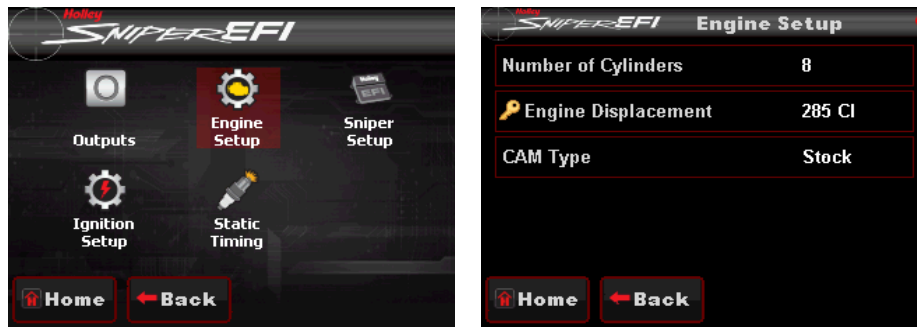 Holley
SNIPER EFI
Outputs
Engine
Setup
Holley
EFI
Sniper
Setup
Ignition
Setup
Static
Timing
Home
Back
Holley
SNIPER EFI
Engine Setup
Number of Cylinders 8
Engine Displacement 285 CI
CAM Type Stock
Home
Back